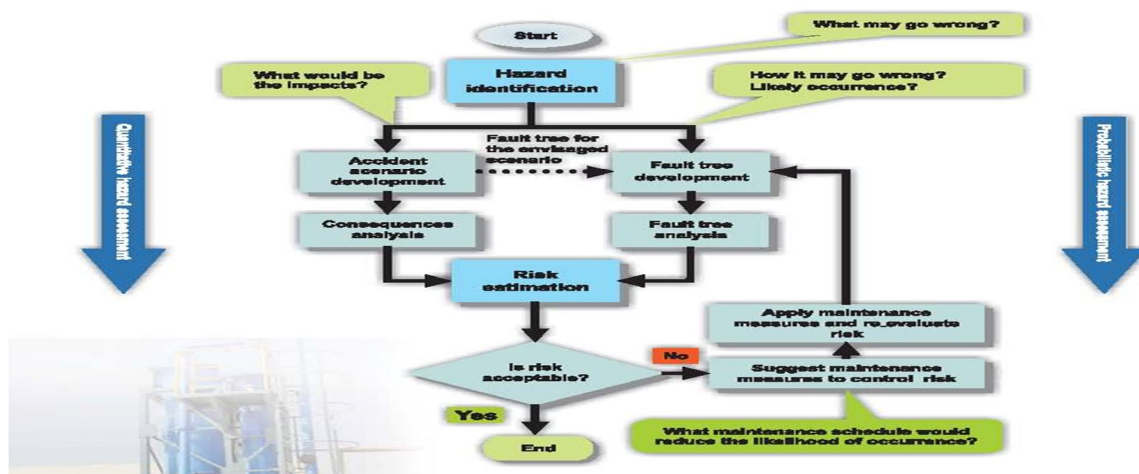 What may go wrong?
Start
What would be
the impacts?
Hazard
identification
How it may go wrong?
Likely occurrence?
Fault tree for
the envisaged
scenario
Accident
scenario
development
Fault tree
development
Consequences
analysis
Fault tree
analysis
Quantitative hazard assessment
Probabilistic hazard assessment
Risk
estimation
Apply maintenance
measures and re_evaluate
risk
Is risk
acceptable?
No
Suggest maintenance
measures to control risk
Yes
End
What maintenance schedule would
reduce the likelihood of occurrence?